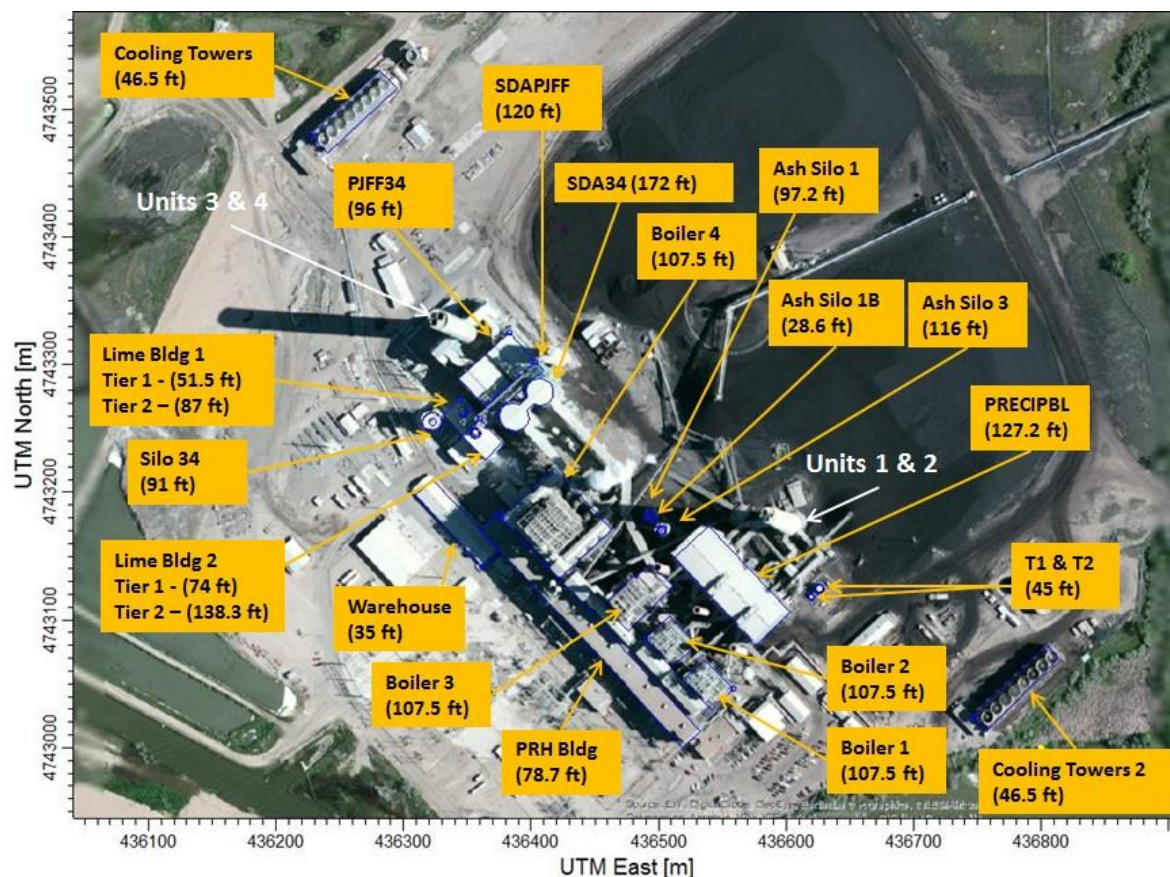 Cooling Towers
(46.5 ft)
SDAPJFF
(120 ft)
PJFF34
(96 ft)
SDA34 (172 ft)
Ash Silo 1
(97.2 ft)
Units 3 & 4
Boiler 4
(107.5 ft)
Ash Silo 1B
(28.6 ft)
Ash Silo 3
(116 ft)
Lime Bldg 1
Tier 1 - (51.5 ft)
Tier 2 – (87 ft)
PRECIPBL
(127.2 ft)
Silo 34
(91 ft)
Units 1 & 2
Lime Bldg 2
Tier 1 - (74 ft)
Tier 2 – (138.3 ft)
Warehouse
(35 ft)
T1 & T2
(45 ft)
Boiler 3
(107.5 ft)
Boiler 2
(107.5 ft)
PRH Bldg
(78.7 ft)
Boiler 1
(107.5 ft)
Cooling Towers 2
(46.5 ft)
UTM North [m]
4743500
4743400
4743300
4743200
4743100
4743000
436100 436200 436300 436400 436500 436600 436700 436800
UTM East [m]